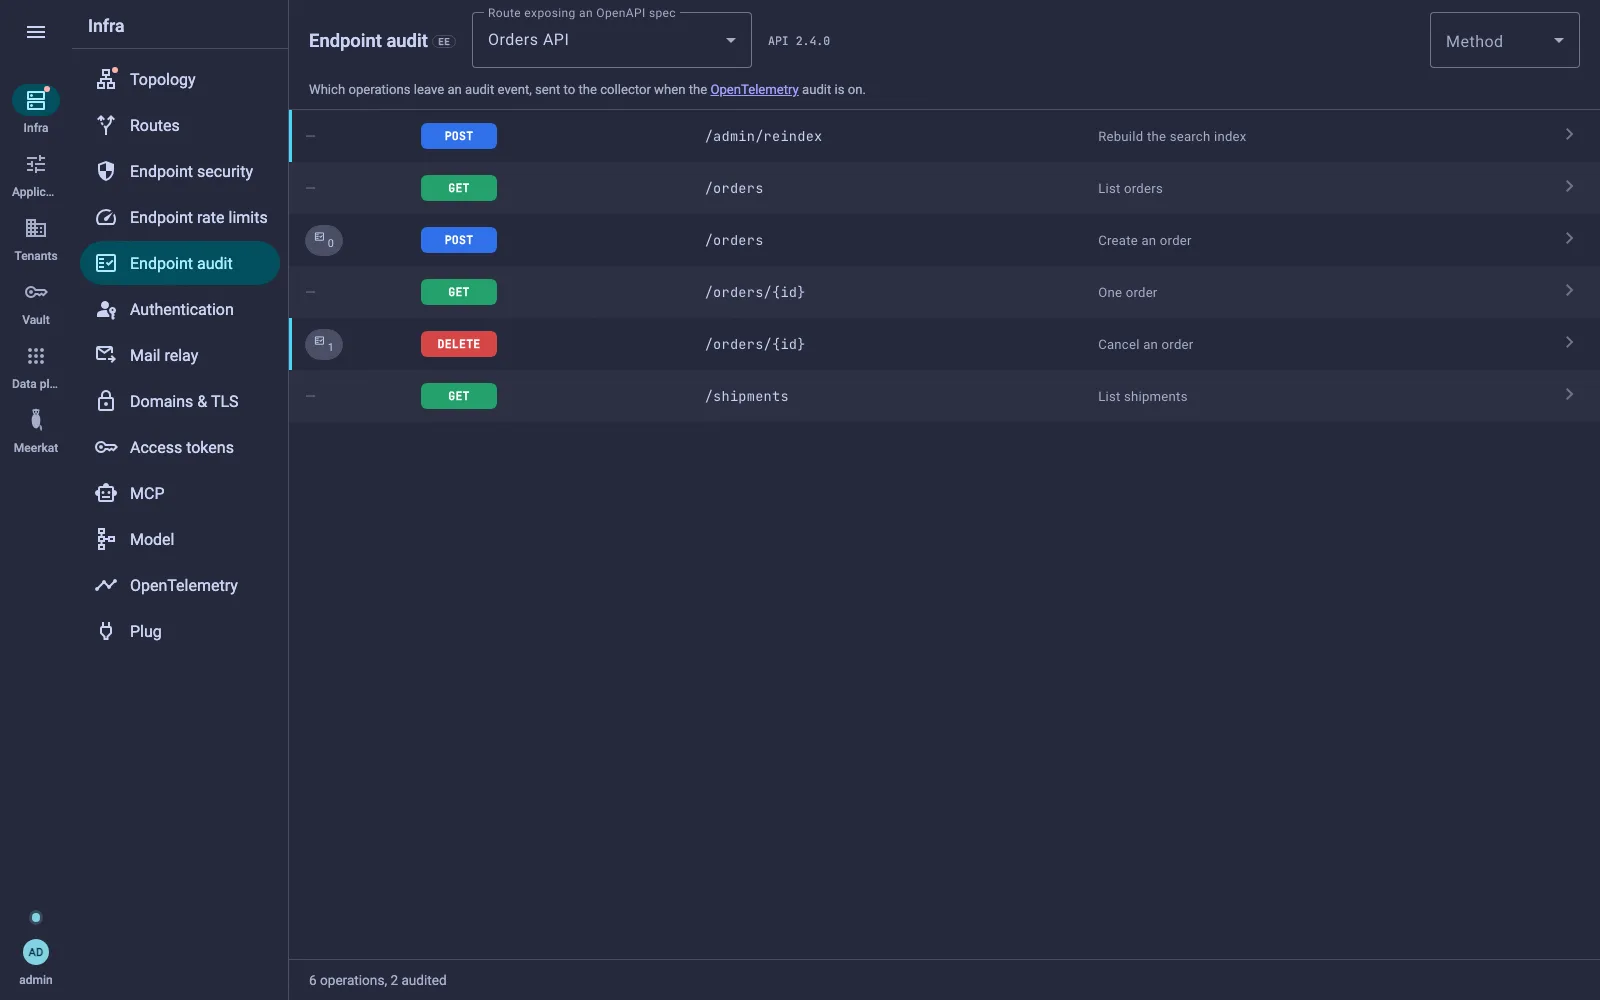 Infra
Applic...
Tenants
Vault
Data pl...
Meerkat
AD
admin
Infra
Topology
Routes
Endpoint security
Endpoint rate limits
Endpoint audit
Authentication
Mail relay
Domains & TLS
Access tokens
MCP
Model
OpenTelemetry
Plug
Endpoint audit EE
Route exposing an OpenAPI spec
Orders API
API 2.4.0
Method
Which operations leave an audit event, sent to the collector when the OpenTelemetry audit is on.
— POST /admin/reindex Rebuild the search index
— GET /orders List orders
0 POST /orders Create an order
— GET /orders/{id} One order
1 DELETE /orders/{id} Cancel an order
— GET /shipments List shipments
6 operations, 2 audited